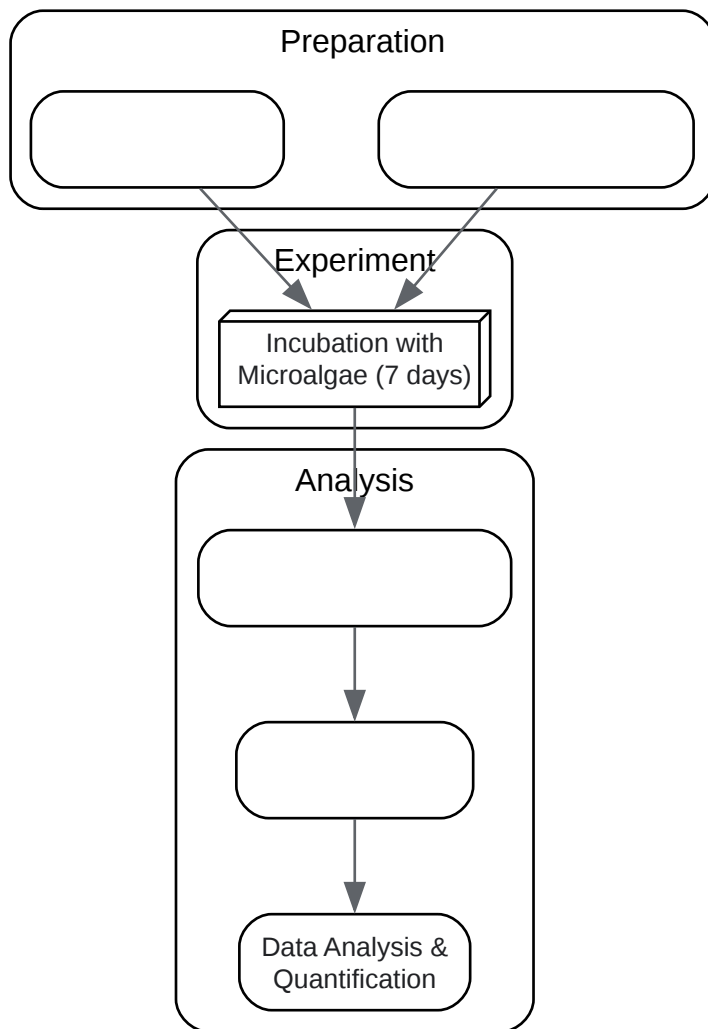 Preparation
Experiment
Incubation with
Microalgae (7 days)
Analysis
Data Analysis &
Quantification